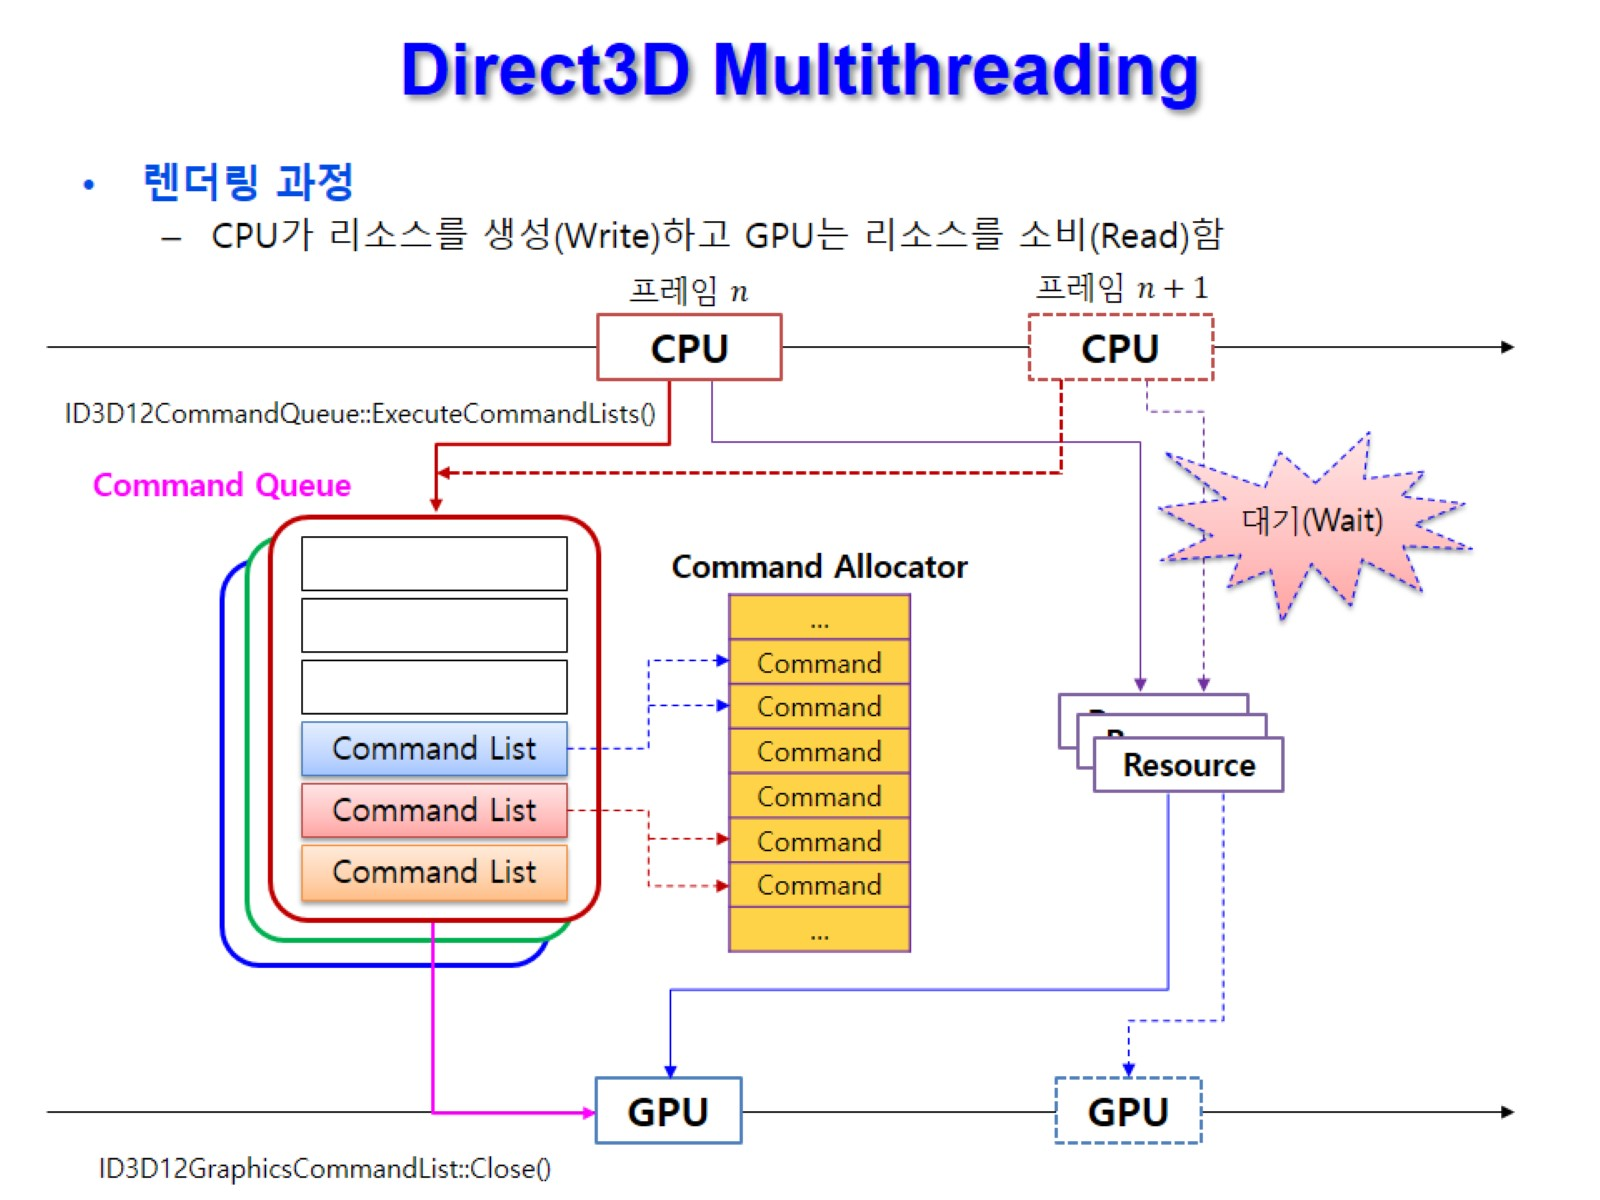 Direct3D Multithreading
• 렌더링 과정
– CPU가 리소스를 생성(Write)하고 GPU는 리소스를 소비(Read)함
프레임 n
프레임 n + 1
CPU
CPU
ID3D12CommandQueue::ExecuteCommandLists()
Command Queue
대기(Wait)
Command Allocator
...
Command
Command
Command
Command
Command
Command
...
Command List
Command List
Command List
Resource
GPU
GPU
ID3D12GraphicsCommandList::Close()